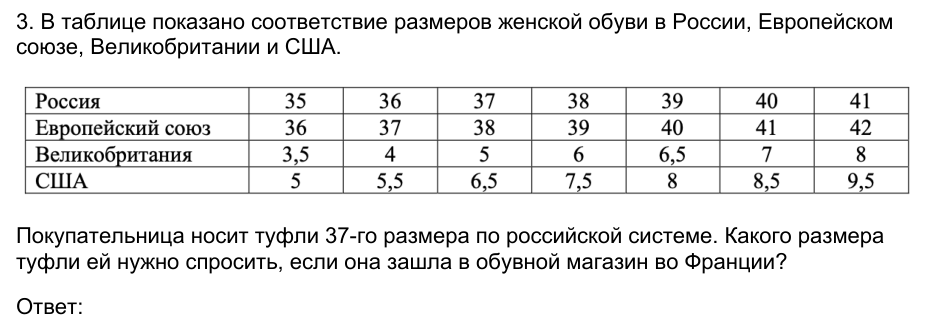 3. В таблице показано соответствие размеров женской обуви в России, Европейском
союзе, Великобритании и США.
Россия 35 36 37 38 39 40 41
Европейский союз 36 37 38 39 40 41 42
Великобритания 3,5 4 5 6 6,5 7 8
США 5 5,5 6,5 7,5 8 8,5 9,5
Покупательница носит туфли 37-го размера по российской системе. Какого размера
туфли ей нужно спросить, если она зашла в обувной магазин во Франции?
Ответ: